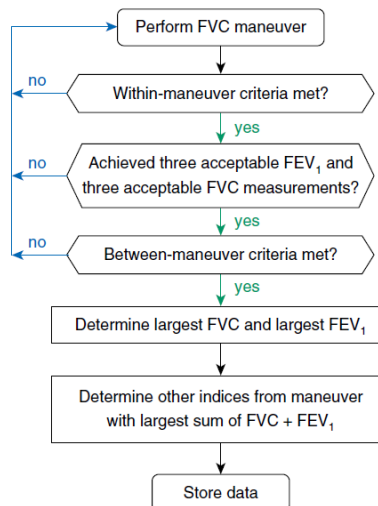 Perform FVC maneuver
no
Within-maneuver criteria met?
yes
no
Achieved three acceptable FEV₁ and
three acceptable FVC measurements?
yes
no
Between-maneuver criteria met?
yes
Determine largest FVC and largest FEV₁
Determine other indices from maneuver
with largest sum of FVC + FEV₁
Store data